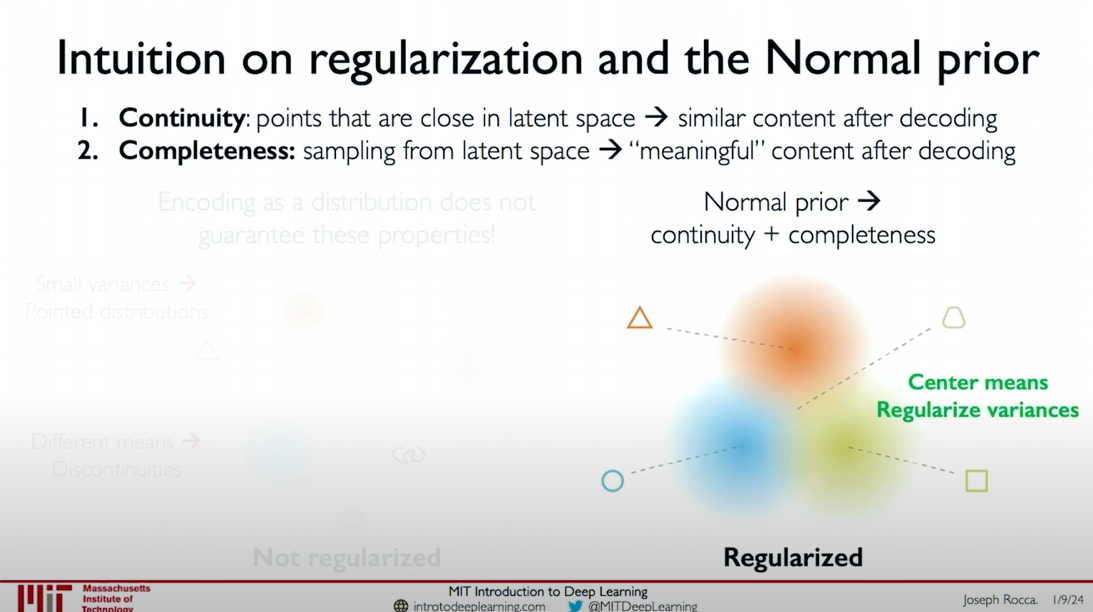 Intuition on regularization and the Normal prior
1. Continuity: points that are close in latent space → similar content after decoding
2. Completeness: sampling from latent space → “meaningful” content after decoding
Encoding as a distribution does not
guarantee these properties!
Small variances →
Pointed distributions
Different means →
Discontinuities
Not regularized
Normal prior →
continuity + completeness
Center means
Regularize variances
Regularized
Massachusetts
Institute of
Technology
MIT Introduction to Deep Learning
introtodeeplearning.com @MITDeepLearning
Joseph Rocca. 1/9/24